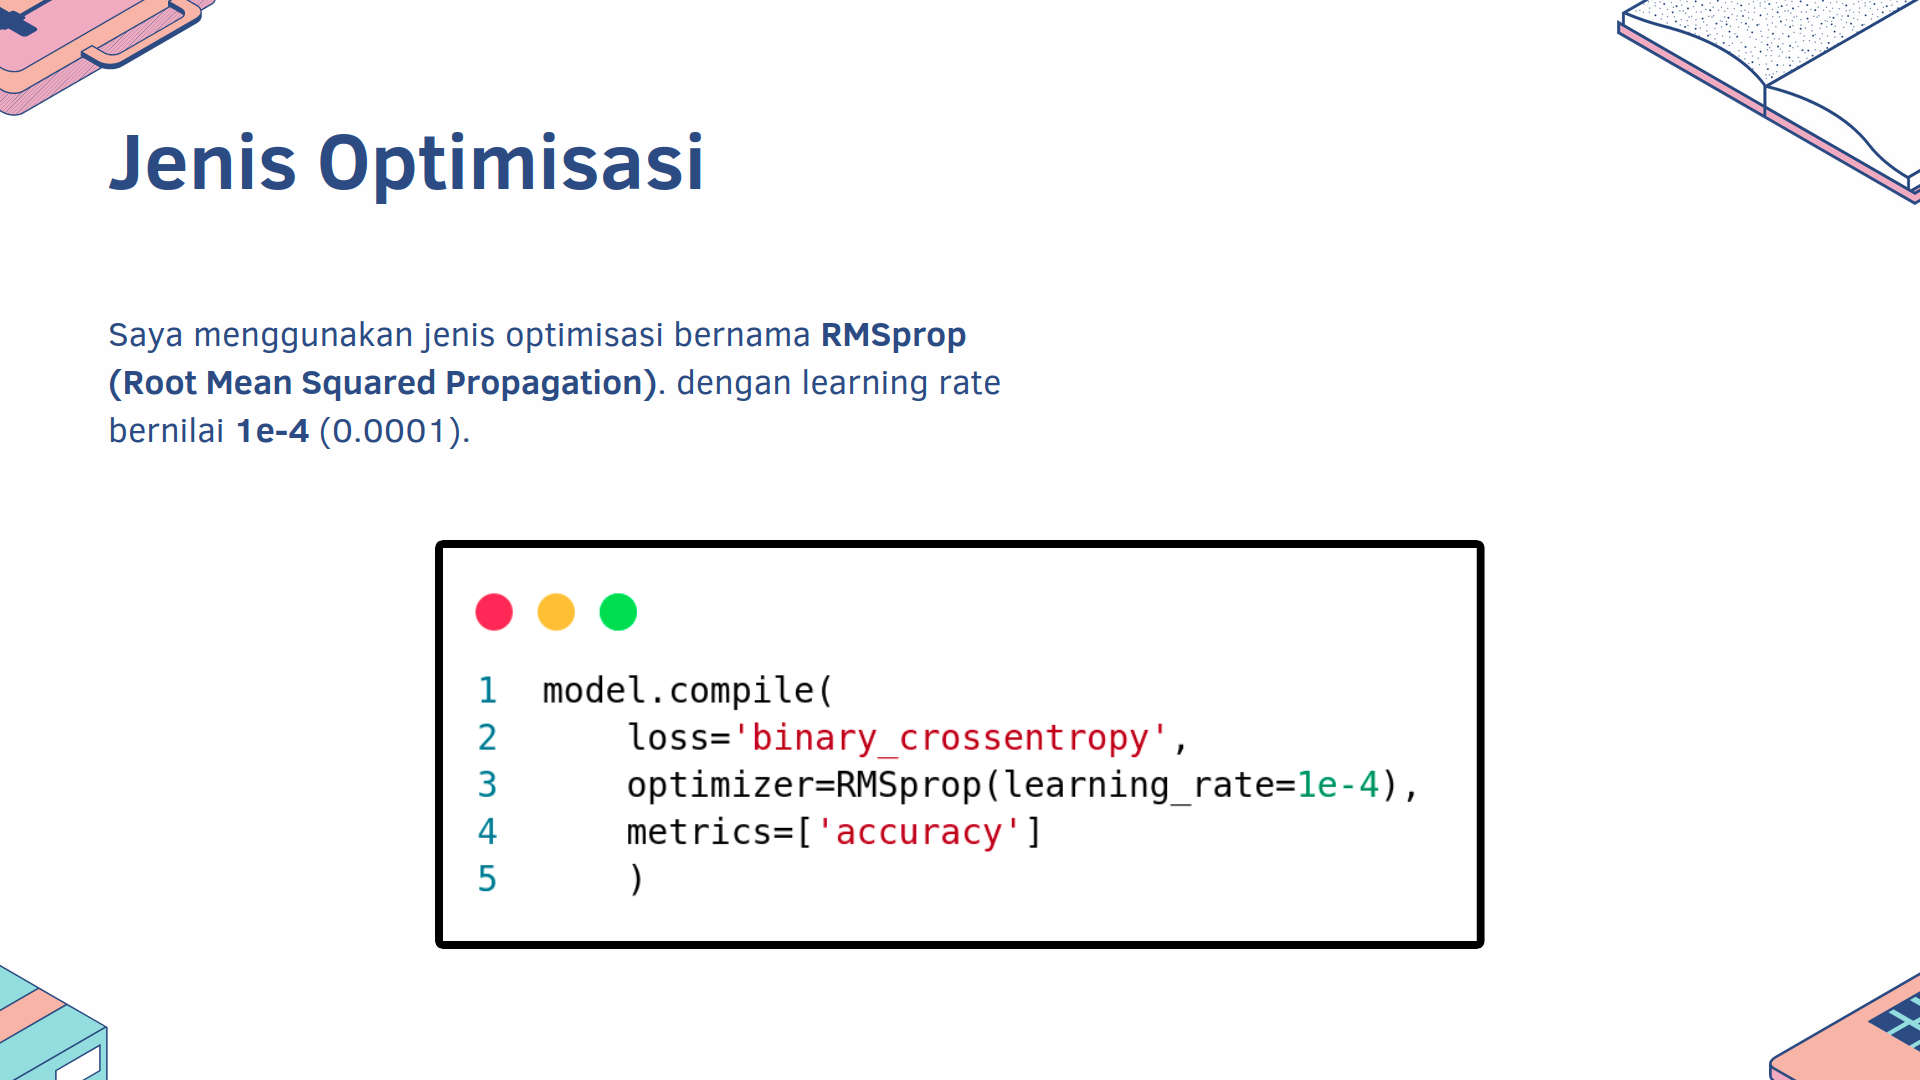 Jenis Optimisasi
Saya menggunakan jenis optimisasi bernama RMSprop
(Root Mean Squared Propagation). dengan learning rate
bernilai 1e-4 (0.0001).
1 model.compile(
2     loss='binary_crossentropy',
3     optimizer=RMSprop(learning_rate=1e-4),
4     metrics=['accuracy']
5     )